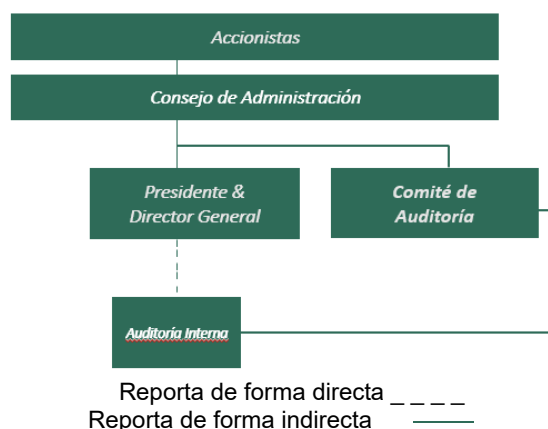 Accionistas
Consejo de Administración
Presidente &
Director General
Comité de
Auditoría
Auditoría Interna
Reporta de forma directa _ _ _ _
Reporta de forma indirecta